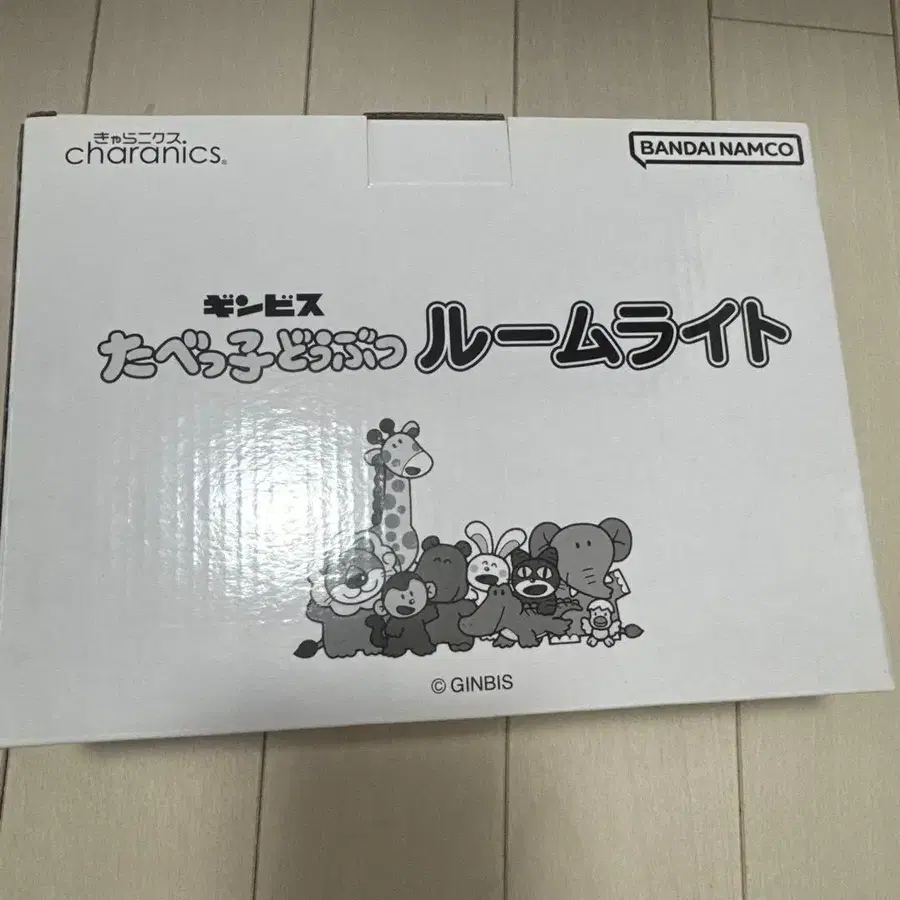 きゃらニクス
charanics®
BANDAI NAMCO
ギンビス
たべっ子どうぶつ ルームライト
© GINBIS